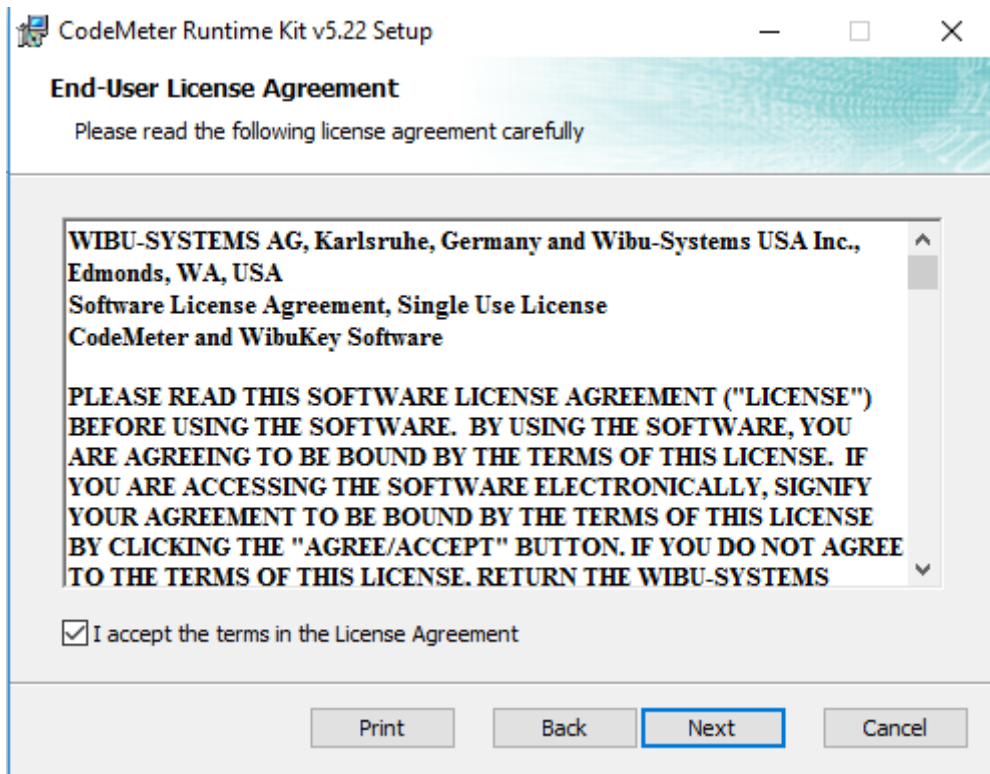 CodeMeter Runtime Kit v5.22 Setup
End-User License Agreement
Please read the following license agreement carefully
WIBU-SYSTEMS AG, Karlsruhe, Germany and Wibu-Systems USA Inc.,
Edmonds, WA, USA
Software License Agreement, Single Use License
CodeMeter and WibuKey Software
PLEASE READ THIS SOFTWARE LICENSE AGREEMENT ("LICENSE")
BEFORE USING THE SOFTWARE.  BY USING THE SOFTWARE, YOU
ARE AGREEING TO BE BOUND BY THE TERMS OF THIS LICENSE.  IF
YOU ARE ACCESSING THE SOFTWARE ELECTRONICALLY, SIGNIFY
YOUR AGREEMENT TO BE BOUND BY THE TERMS OF THIS LICENSE
BY CLICKING THE "AGREE/ACCEPT" BUTTON. IF YOU DO NOT AGREE
TO THE TERMS OF THIS LICENSE, RETURN THE WIBU-SYSTEMS
I accept the terms in the License Agreement
Print Back Next Cancel